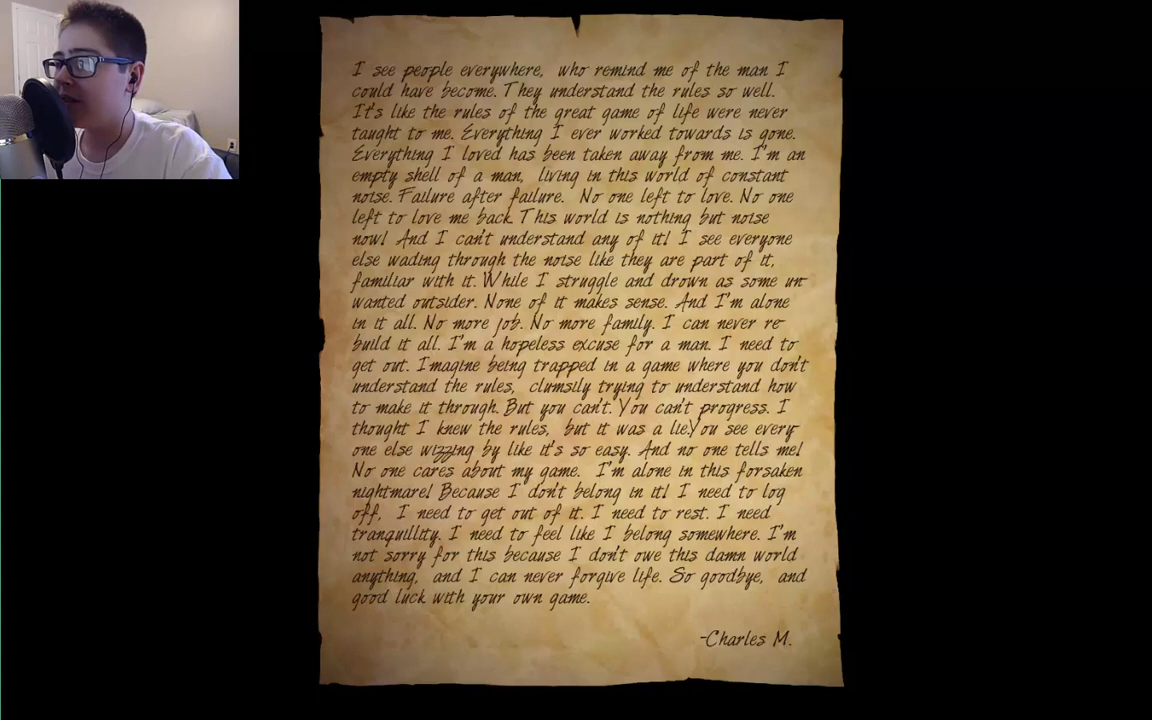 I see people everywhere, who remind me of the man I
could have become. They understand the rules so well.
It's like the rules of the great game of life were never
taught to me. Everything I ever worked towards is gone.
Everything I loved has been taken away from me. I'm an
empty shell of a man, living in this world of constant
noise. Failure after failure. No one left to love. No one
left to love me back. This world is nothing but noise
now! And I can't understand any of it! I see everyone
else wading through the noise like they are part of it,
familiar with it. While I struggle and drown as some un-
wanted outsider. None of it makes sense. And I'm alone
in it all. No more job. No more family. I can never re-
build it all. I'm a hopeless excuse for a man. I need to
get out. Imagine being trapped in a game where you don't
understand the rules, clumsily trying to understand how
to make it through. But you can't. You can't progress. I
thought I knew the rules, but it was a lie.You see every-
one else wizzing by like it's so easy. And no one tells me!
No one cares about my game. I'm alone in this forsaken
nightmare! Because I don't belong in it! I need to log
off, I need to get out of it. I need to rest. I need
tranquillity. I need to feel like I belong somewhere. I'm
not sorry for this because I don't owe this damn world
anything, and I can never forgive life. So goodbye, and
good luck with your own game.
-Charles M.